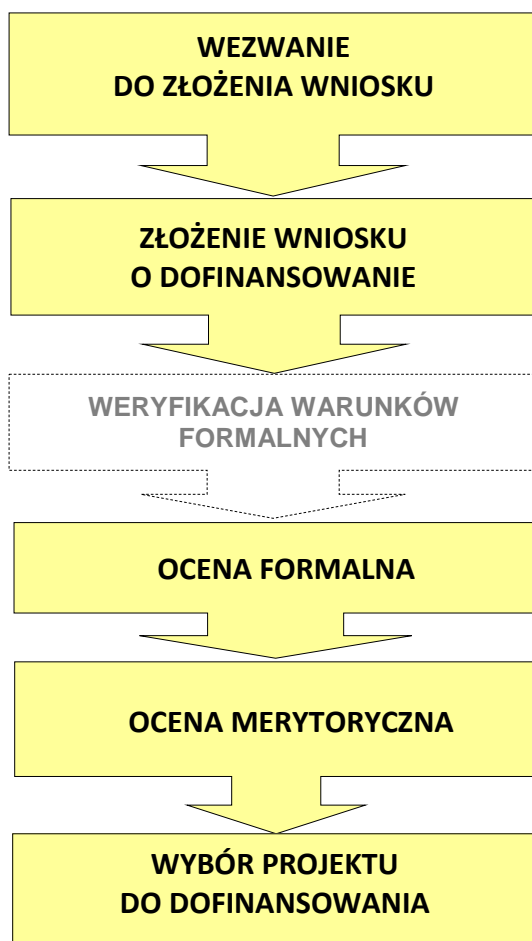 WEZWANIE
DO ZŁOŻENIA WNIOSKU
ZŁOŻENIE WNIOSKU
O DOFINANSOWANIE
WERYFIKACJA WARUNKÓW
FORMALNYCH
OCENA FORMALNA
OCENA MERYTORYCZNA
WYBÓR PROJEKTU
DO DOFINANSOWANIA